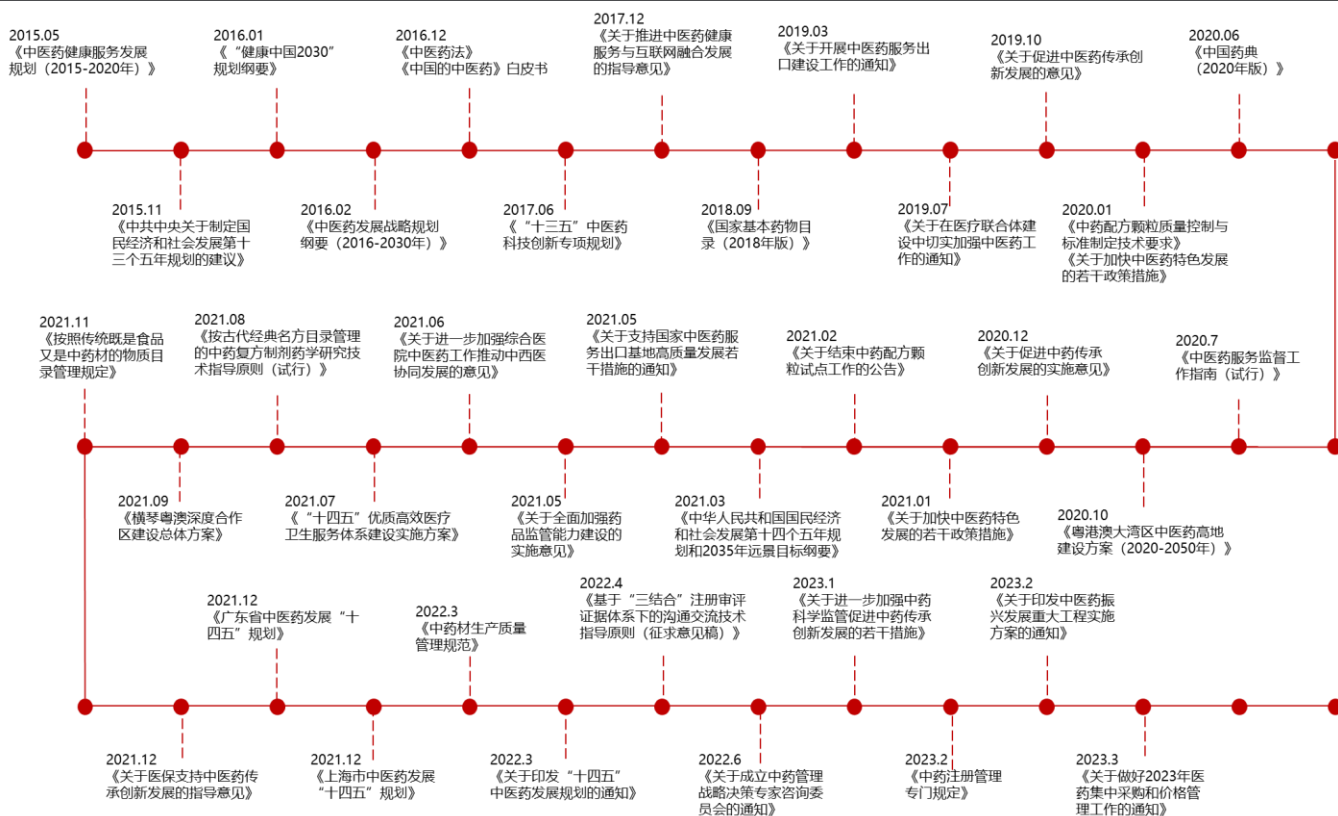 2015.05
《中医药健康服务发展
规划（2015-2020年）》
2015.11
《中共中央关于制定国
民经济和社会发展第十
三个五年规划的建议》
2016.01
《“健康中国2030”
规划纲要》
2016.02
《中医药发展战略规划
纲要（2016-2030年）》
2016.12
《中医药法》
《中国的中医药》白皮书
2017.06
《“十三五”中医药
科技创新专项规划》
2017.12
《关于推进中医药健康
服务与互联网融合发展
的指导意见》
2018.09
《国家基本药物目
录（2018年版）》
2019.03
《关于开展中医药服务出
口建设工作的通知》
2019.07
《关于在医疗联合体建
设中切实加强中医药工
作的通知》
2019.10
《关于促进中医药传承创
新发展的意见》
2020.01
《中药配方颗粒质量控制与
标准制定技术要求》
《关于加快中医药特色发展
的若干政策措施》
2020.06
《中国药典
（2020年版）》
2020.7
《中医药服务监督工
作指南（试行）》
2020.10
《粤港澳大湾区中医药高地
建设方案（2020-2050年）》
2020.12
《关于促进中药传承
创新发展的实施意见》
2021.01
《关于加快中医药特色
发展的若干政策措施》
2021.02
《关于结束中药配方颗
粒试点工作的公告》
2021.03
《中华人民共和国国民经济
和社会发展第十四个五年规
划和2035年远景目标纲要》
2021.05
《关于支持国家中医药服
务出口基地高质量发展若
干措施的通知》
2021.05
《关于全面加强药
品监管能力建设的
实施意见》
2021.06
《关于进一步加强综合医
院中医药工作推动中西医
协同发展的意见》
2021.07
《“十四五”优质高效医疗
卫生服务体系建设实施方案》
2021.08
《按古代经典名方目录管理
的中药复方制剂药学研究技
术指导原则（试行）》
2021.09
《横琴粤澳深度合作
区建设总体方案》
2021.11
《按照传统既是食品
又是中药材的物质目
录管理规定》
2021.12
《关于医保支持中医药传
承创新发展的指导意见》
2021.12
《广东省中医药发展“十
四五”规划》
2021.12
《上海市中医药发展
“十四五”规划》
2022.3
《中药材生产质量
管理规范》
2022.3
《关于印发“十四五”
中医药发展规划的通知》
2022.4
《基于“三结合”注册审评
证据体系下的沟通交流技术
指导原则（征求意见稿）》
2022.6
《关于成立中药管理
战略决策专家咨询委
员会的通知》
2023.1
《关于进一步加强中药
科学监管促进中药传承
创新发展的若干措施》
2023.2
《中药注册管理
专门规定》
2023.2
《关于印发中医药振
兴发展重大工程实施
方案的通知》
2023.3
《关于做好2023年医
药集中采购和价格管
理工作的通知》